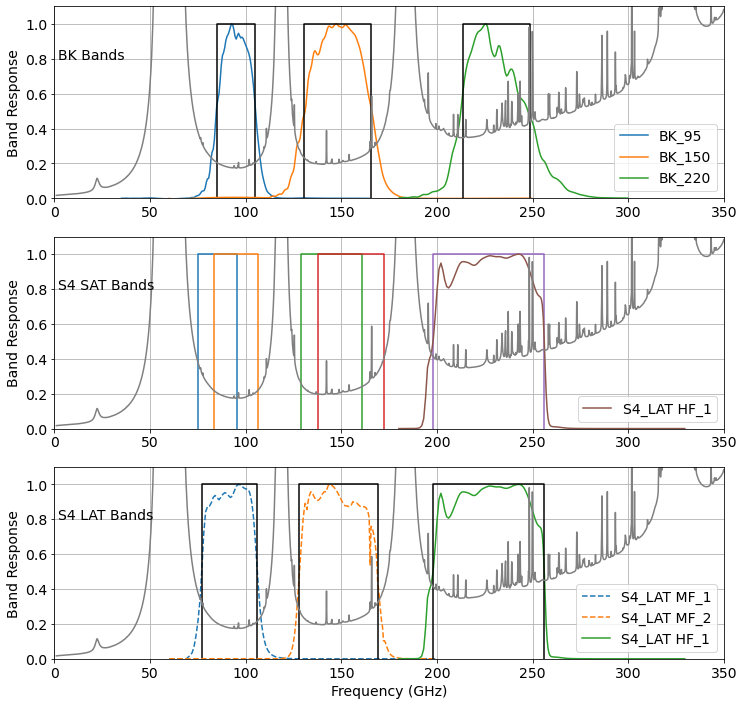 1.0
0.8
0.6
0.4
0.2
0.0
Band Response
BK Bands
BK_95
BK_150
BK_220
0 50 100 150 200 250 300 350
1.0
0.8
0.6
0.4
0.2
0.0
Band Response
S4 SAT Bands
S4_LAT HF_1
0 50 100 150 200 250 300 350
1.0
0.8
0.6
0.4
0.2
0.0
Band Response
S4 LAT Bands
S4_LAT MF_1
S4_LAT MF_2
S4_LAT HF_1
0 50 100 150 200 250 300 350
Frequency (GHz)